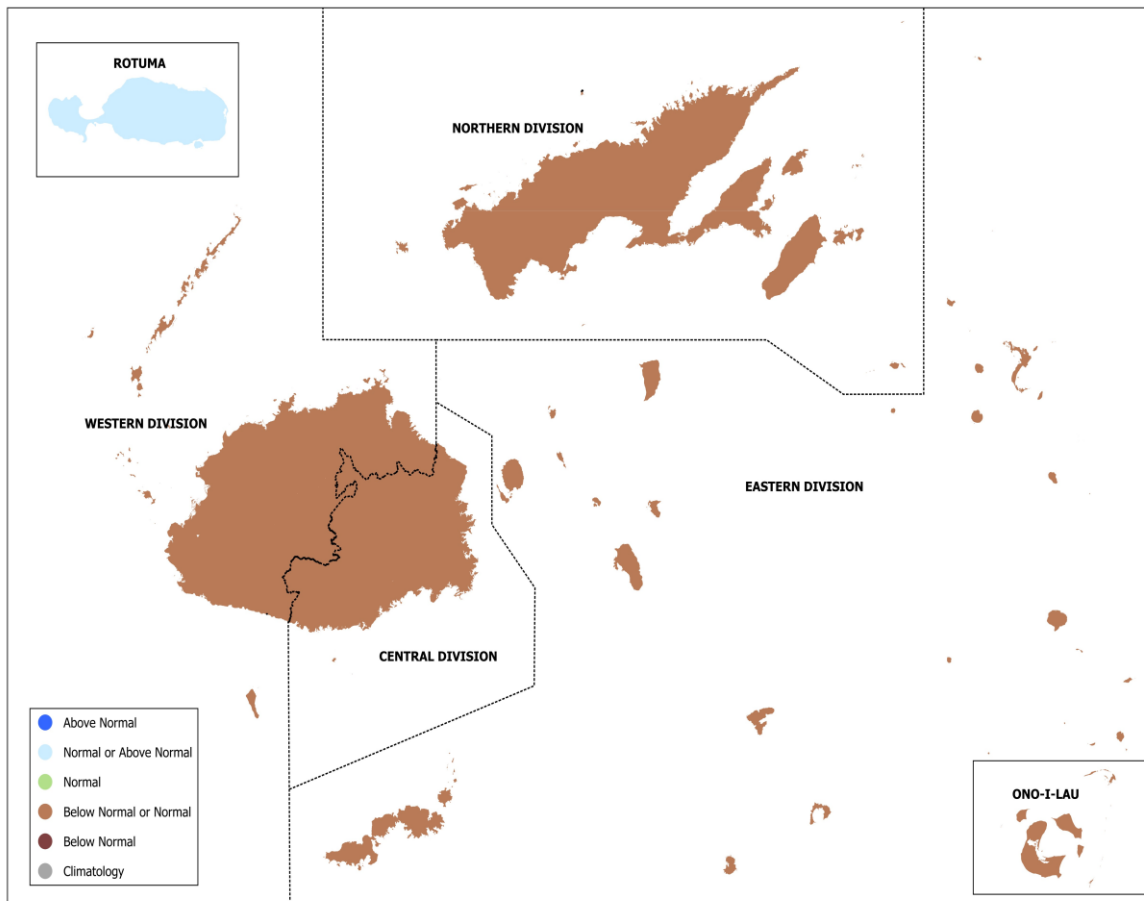 ROTUMA
NORTHERN DIVISION
WESTERN DIVISION
EASTERN DIVISION
CENTRAL DIVISION
Above Normal
Normal or Above Normal
Normal
Below Normal or Normal
Below Normal
Climatology
ONO-I-LAU